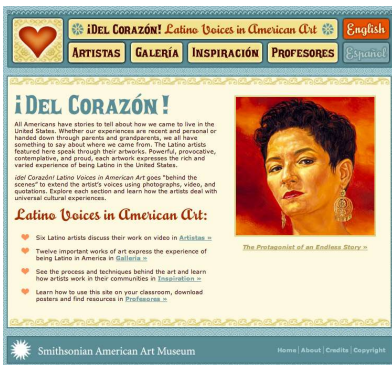 ¡DEL CORAZÓN! Latino Voices in American Art
English
ARTISTAS
GALERÍA
INSPIRACIÓN
PROFESORES
Español
¡DEL CORAZÓN!
All Americans have stories to tell about how we came to live in the
United States. Whether our experiences are recent and personal or
handed down through parents and grandparents, we all have
something to say about where we came from. The Latino artists
featured here speak through their artworks. Powerful, provocative,
contemplative, and proud, each artwork expresses the rich and
varied experience of being Latino in the United States.
¡del Corazón! Latino Voices in American Art goes "behind the
scenes" to extend the artist's voices using photographs, video, and
quotations. Explore each section and learn how the artists deal with
universal cultural experiences.
Latino Voices in American Art:
Six Latino artists discuss their work on video in Artistas »
Twelve important works of art express the experience of
being Latino in America in Galleria »
See the process and techniques behind the art and learn
how artists work in their communities in Inspiration »
Learn how to use this site on your classroom, download
posters and find resources in Profesores »
The Protagonist of an Endless Story »
Smithsonian American Art Museum
Home | About | Credits | Copyright